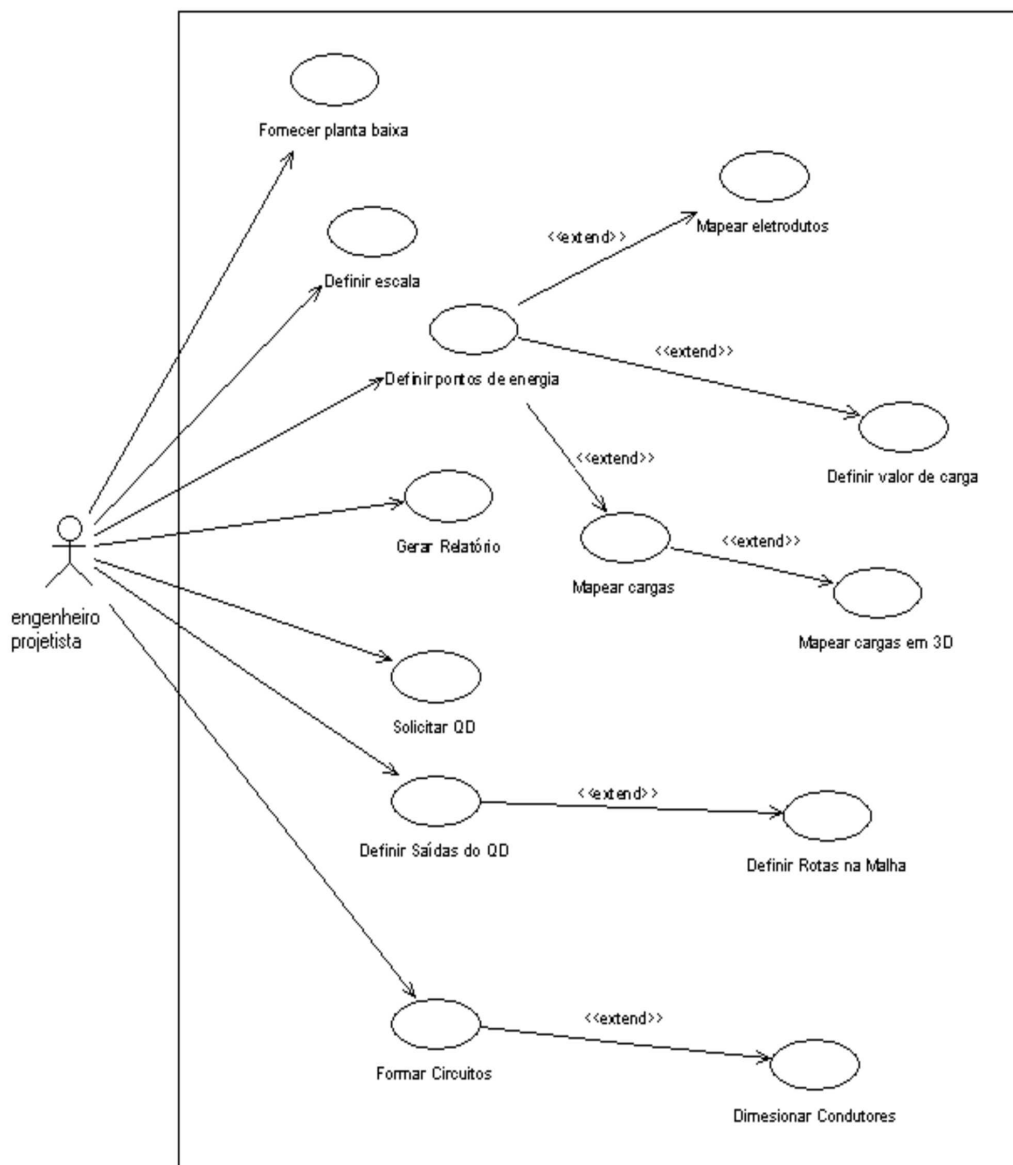 Fornecer planta baixa
Mapear eletrodutos
<<extend>>
Definir escala
<<extend>>
Definir pontos de energia
<<extend>>
Definir valor de carga
Gerar Relatório
<<extend>>
Mapear cargas
Mapear cargas em 3D
engenheiro
projetista
Solicitar QD
<<extend>>
Definir Saídas do QD
Definir Rotas na Malha
<<extend>>
Formar Circuitos
Dimesionar Condutores